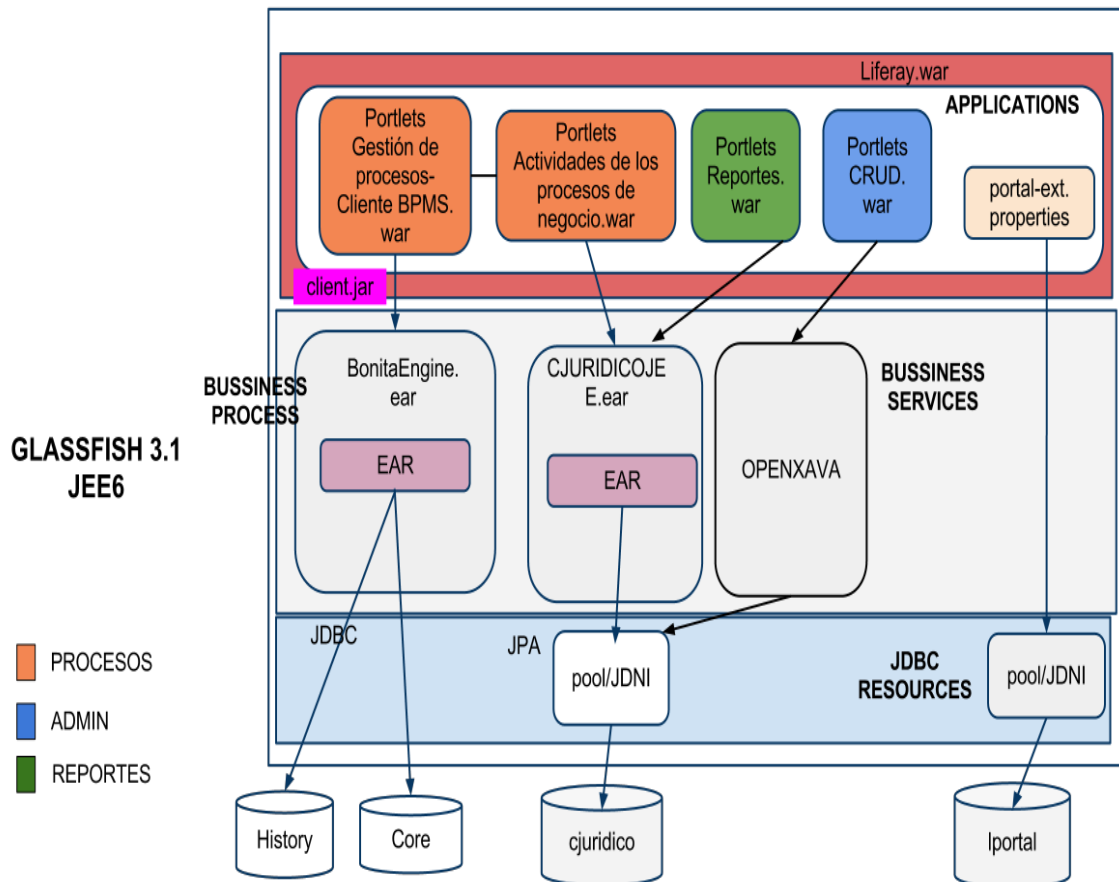 Liferay.war
APPLICATIONS
Portlets
Gestión de
procesos-
Cliente BPMS.
war
Portlets
Actividades de los
procesos de
negocio.war
Portlets
Reportes.
war
Portlets
CRUD.
war
portal-ext.
properties
client.jar
BUSSINESS
PROCESS
BonitaEngine.
ear
EAR
CJURIDICOJE
E.ear
EAR
OPENXAVA
BUSSINESS
SERVICES
GLASSFISH 3.1
JEE6
JDBC
JPA
pool/JDNI
JDBC
RESOURCES
pool/JDNI
PROCESOS
ADMIN
REPORTES
History
Core
cjuridico
lportal